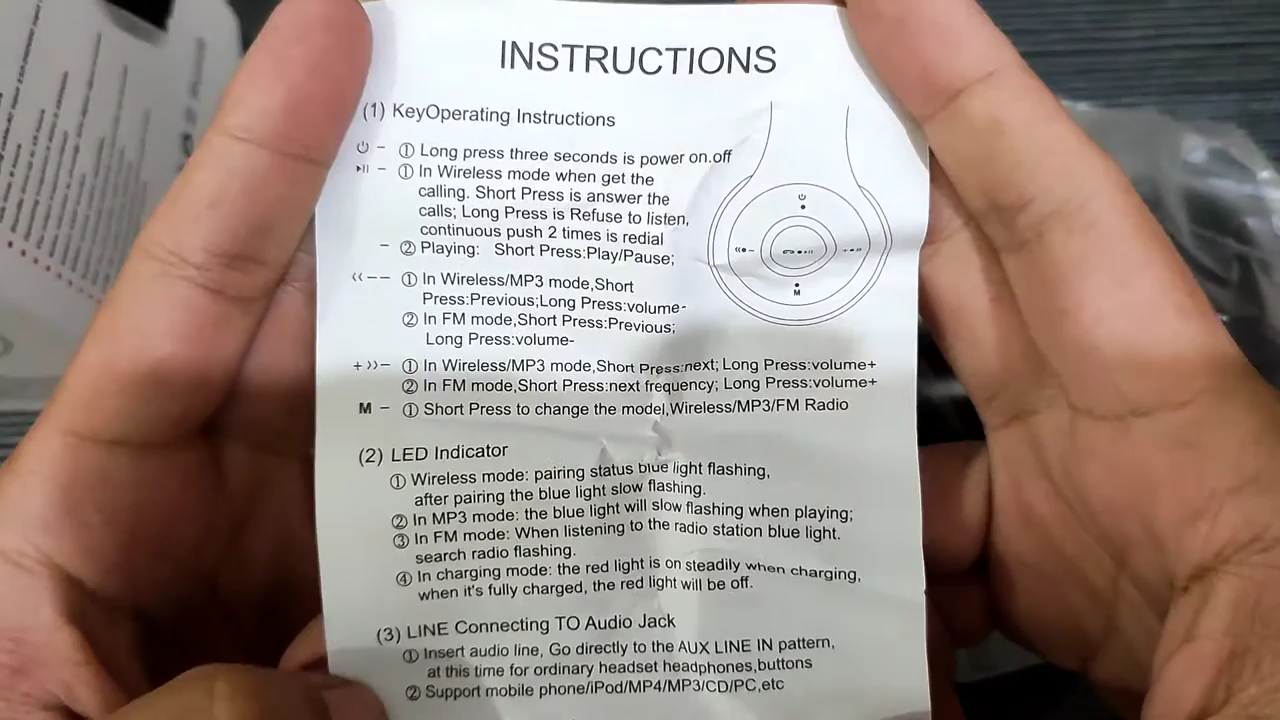 INSTRUCTIONS
(1) KeyOperating Instructions
⏻ – ① Long press three seconds is power on.off
▶II – ① In Wireless mode when get the
calling. Short Press is answer the
calls; Long Press is Refuse to listen,
continuous push 2 times is redial
– ② Playing: Short Press:Play/Pause;
‹‹ – – ① In Wireless/MP3 mode,Short
Press:Previous;Long Press:volume-
② In FM mode,Short Press:Previous;
Long Press:volume-
+ ›› – ① In Wireless/MP3 mode,Short Press:next; Long Press:volume+
② In FM mode,Short Press:next frequency; Long Press:volume+
M – ① Short Press to change the model,Wireless/MP3/FM Radio
M
(2) LED Indicator
① Wireless mode: pairing status blue light flashing,
after pairing the blue light slow flashing.
② In MP3 mode: the blue light will slow flashing when playing;
③ In FM mode: When listening to the radio station blue light.
search radio flashing.
④ In charging mode: the red light is on steadily when charging,
when it's fully charged, the red light will be off.
(3) LINE Connecting TO Audio Jack
① Insert audio line, Go directly to the AUX LINE IN pattern,
at this time for ordinary headset headphones,buttons
② Support mobile phone/iPod/MP4/MP3/CD/PC,etc